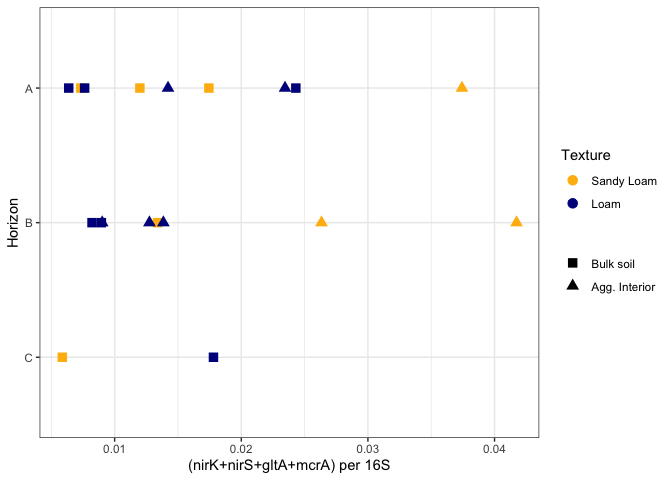 A
B
C
Horizon
0.01 0.02 0.03 0.04
(nirK+nirS+gltA+mcrA) per 16S
Texture
Sandy Loam
Loam
Bulk soil
Agg. Interior